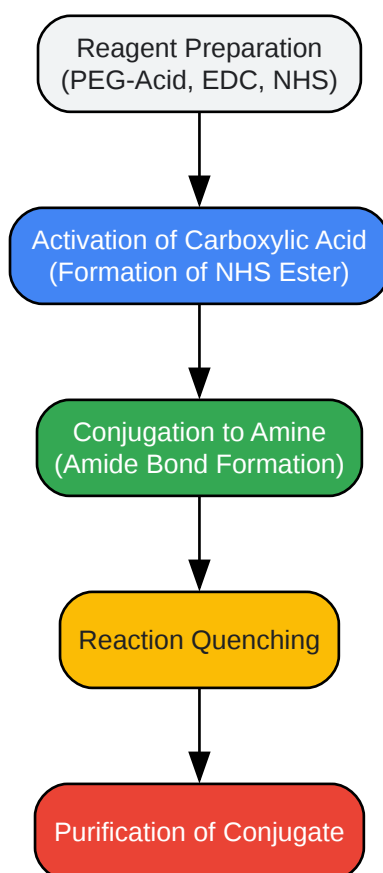 Reagent Preparation
(PEG-Acid, EDC, NHS)
Activation of Carboxylic Acid
(Formation of NHS Ester)
Conjugation to Amine
(Amide Bond Formation)
Reaction Quenching
Purification of Conjugate